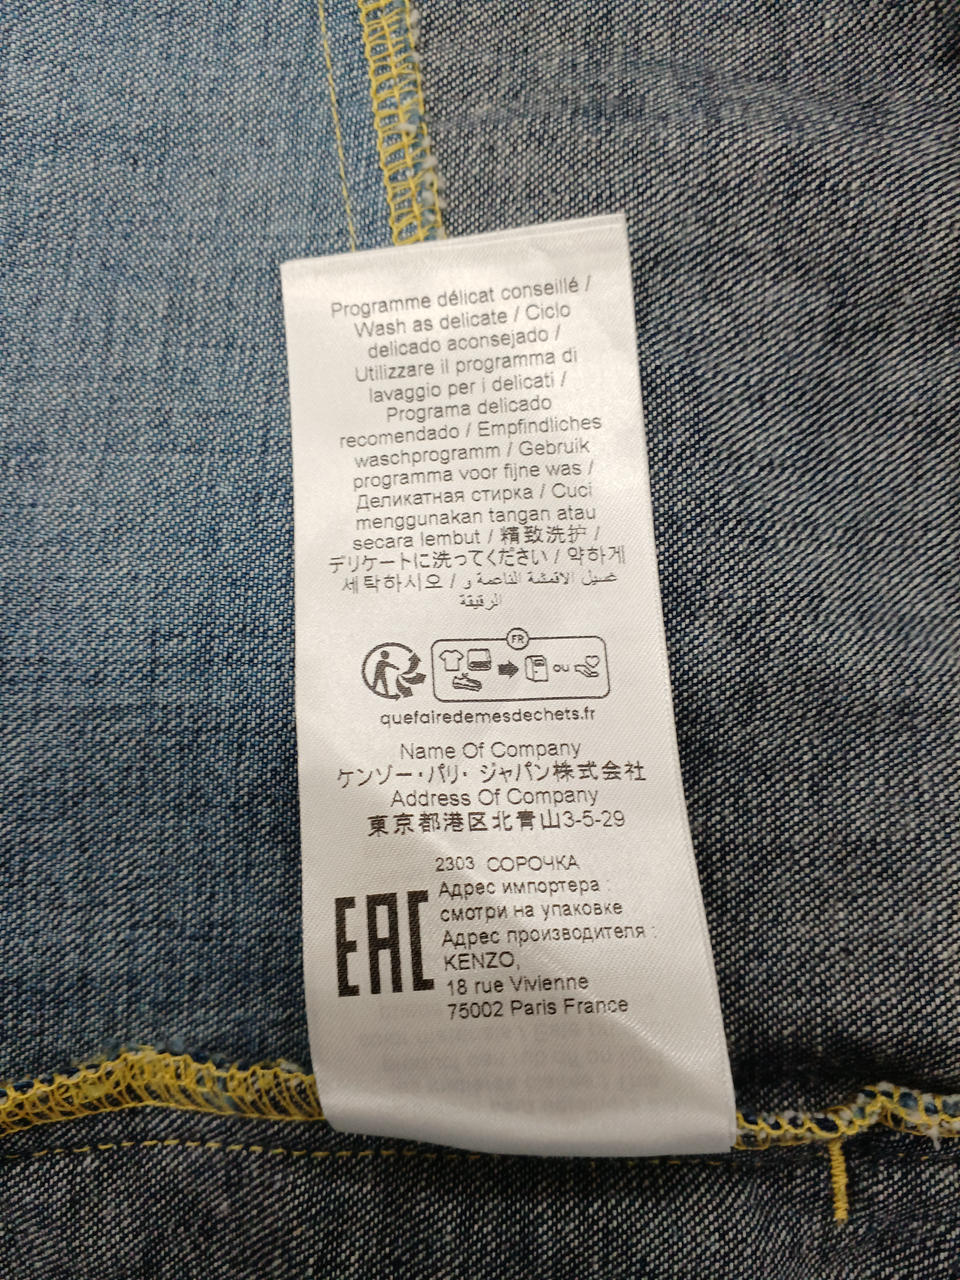 Programme délicat conseillé /
Wash as delicate / Ciclo
delicado aconsejado /
Utilizzare il programma di
lavaggio per i delicati /
Programa delicado
recomendado / Empfindliches
waschprogramm / Gebruik
programma voor fijne was /
Деликатная стирка / Cuci
menggunakan tangan atau
secara lembut / 精致洗护 /
デリケートに洗ってください / 약하게
세탁하시오 / غسيل الاقمشة الناعمة و
الرقيقة
FR
ou
quefairedemesdechets.fr
Name Of Company
ケンゾー・パリ・ジャパン株式会社
Address Of Company
東京都港区北青山3-5-29
2303 СОРОЧКА
EAC
Адрес импортера :
смотри на упаковке
Адрес производителя :
KENZO,
18 rue Vivienne
75002 Paris France